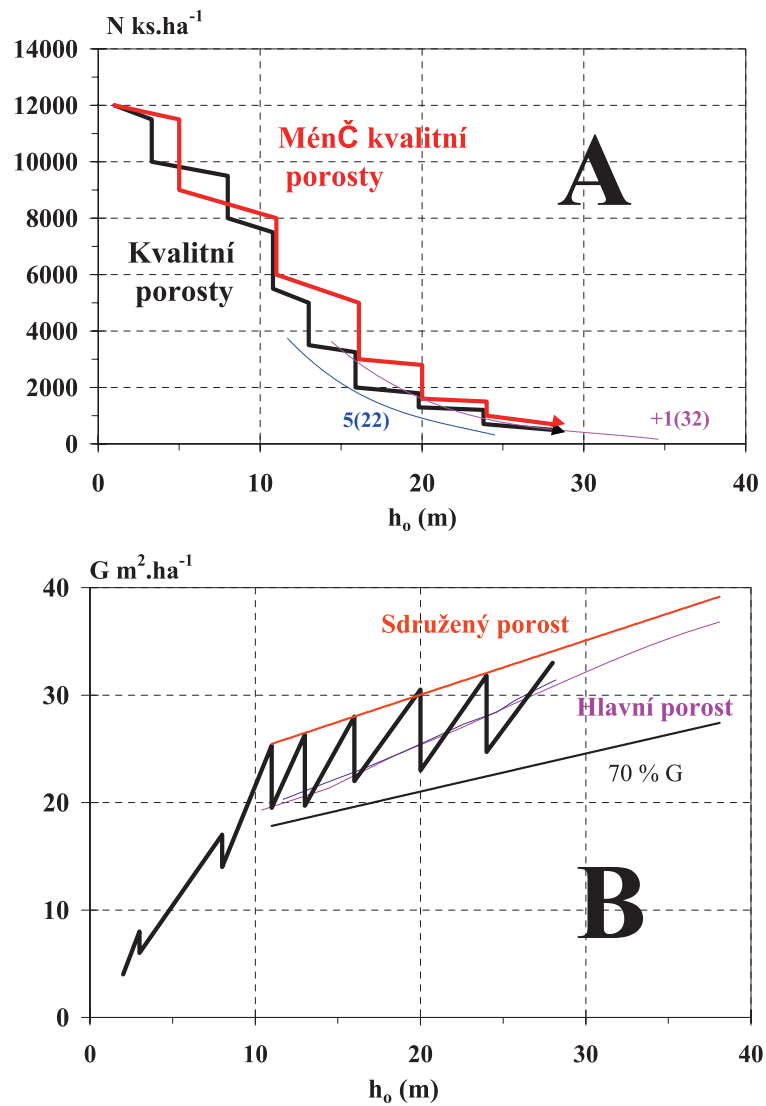 N ks.ha⁻¹
14000
12000
10000
8000
6000
4000
2000
0
MénČ kvalitní
porosty
A
Kvalitní
porosty
5(22)
+1(32)
0 10 20 30 40
hₒ (m)
G m².ha⁻¹
40
30
20
10
0
Sdružený porost
Hlavní porost
70 % G
B
0 10 20 30 40
hₒ (m)